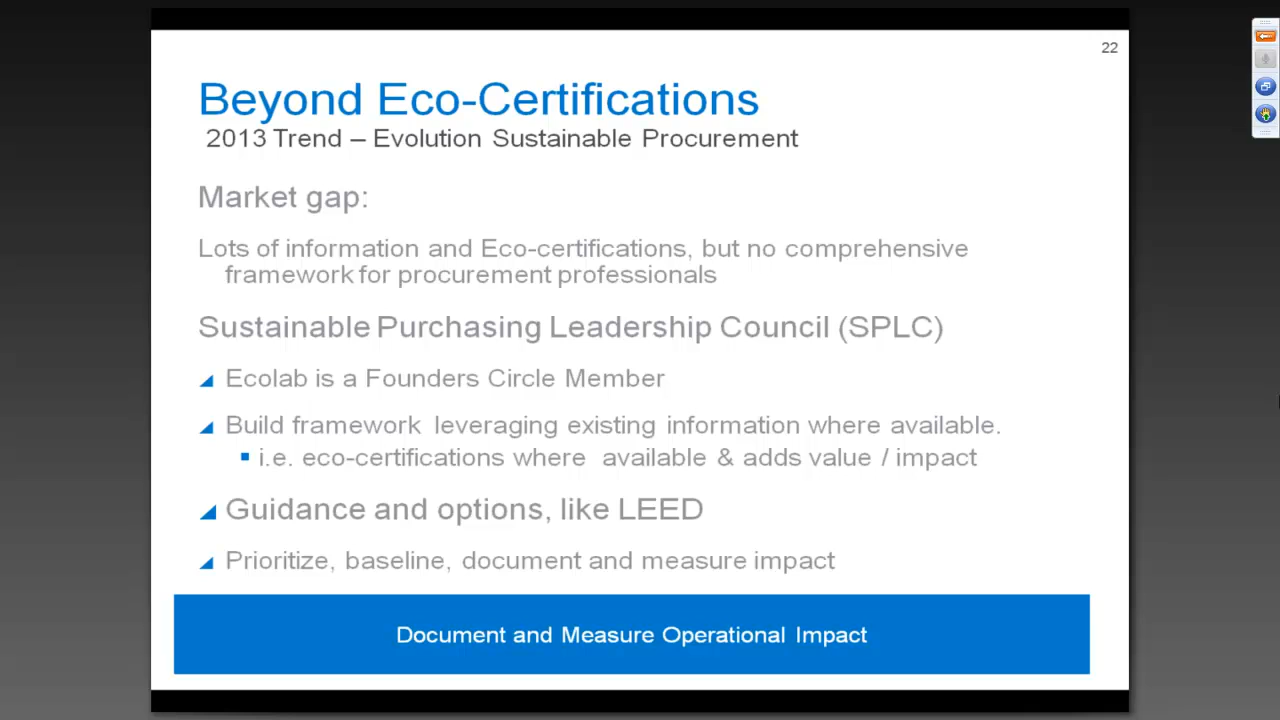 22
Beyond Eco-Certifications
2013 Trend – Evolution Sustainable Procurement
Market gap:
Lots of information and Eco-certifications, but no comprehensive
framework for procurement professionals
Sustainable Purchasing Leadership Council (SPLC)
Ecolab is a Founders Circle Member
Build framework leveraging existing information where available.
i.e. eco-certifications where available & adds value / impact
Guidance and options, like LEED
Prioritize, baseline, document and measure impact
Document and Measure Operational Impact